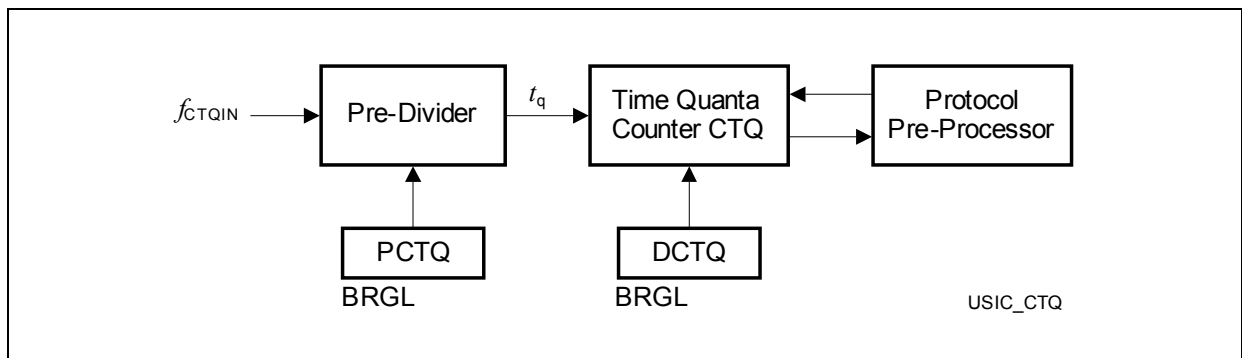 fCTQIN
Pre-Divider
tq
Time Quanta
Counter CTQ
Protocol
Pre-Processor
PCTQ
BRGL
DCTQ
BRGL
USIC_CTQ